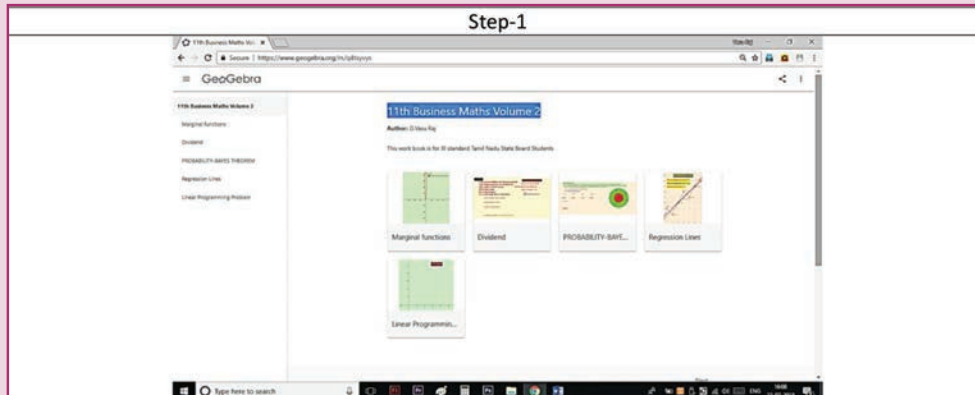 Step-1
11th Business Maths Vol
Secure | https://www.geogebra.org/m/
GeoGebra
11th Business Maths Volume 2
Marginal functions
Dividend
PROBABILITY-BAYES THEOREM
Regression Lines
Linear Programming Problem
11th Business Maths Volume 2
Author: D.Vasu Raj
This work book is for XI standard Tamil Nadu State Board Students
Marginal functions
Dividend
PROBABILITY-BAYE...
Regression Lines
Linear Programmin...
Type here to search
ENG